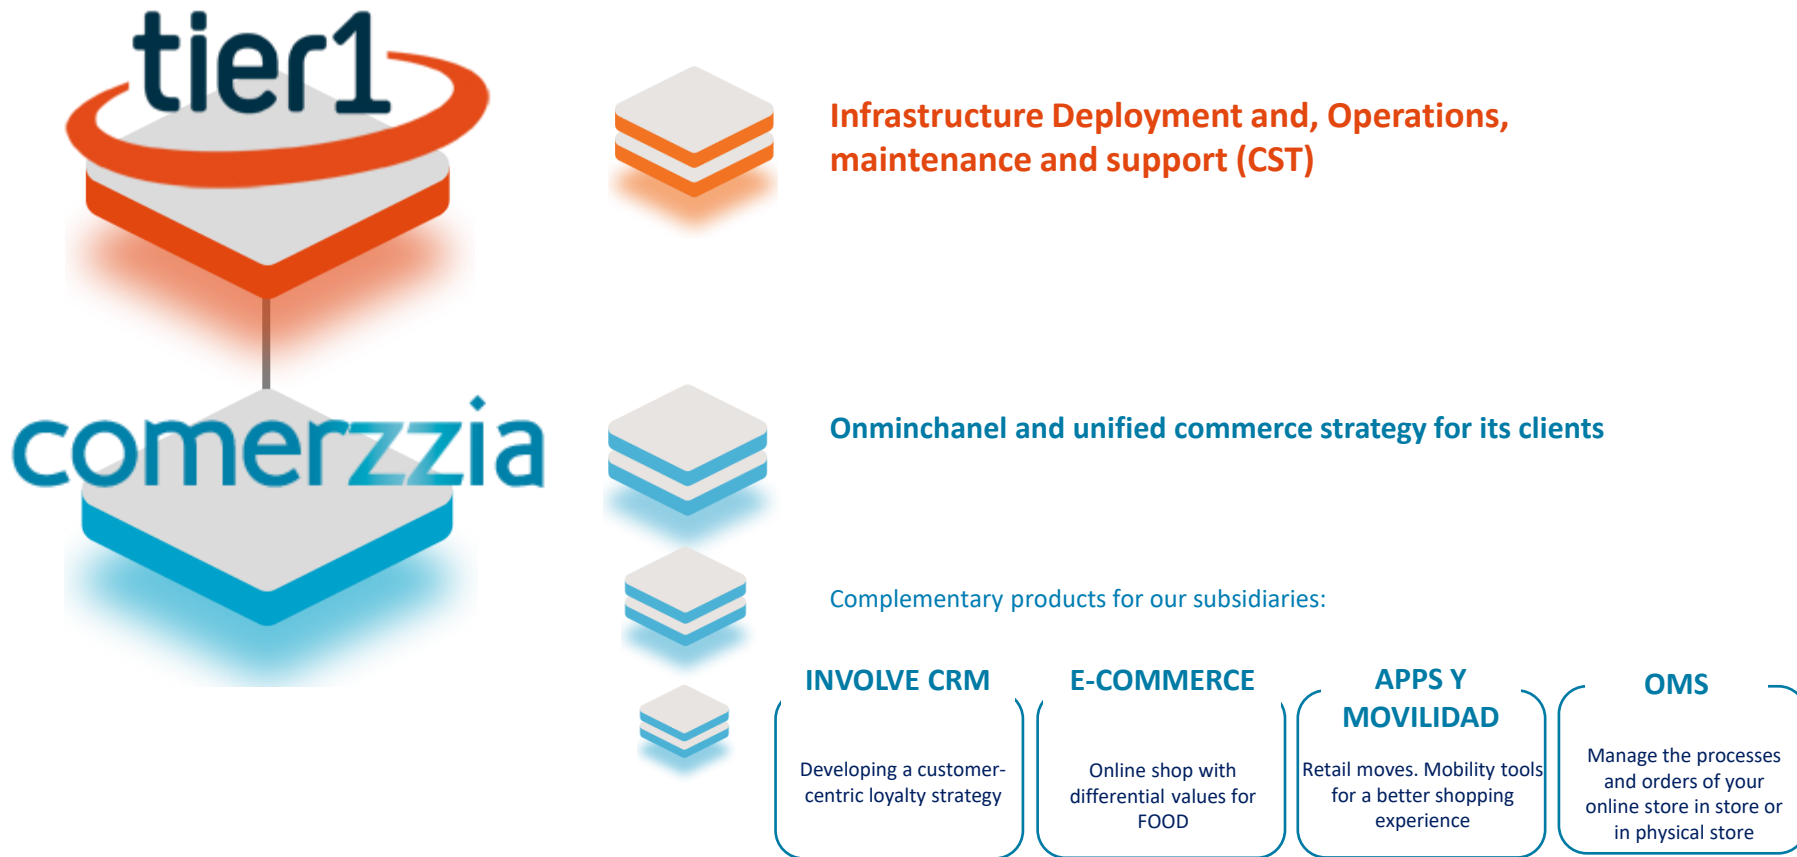 tier1
Infrastructure Deployment and, Operations,
maintenance and support (CST)
comerzzia
Onminchanel and unified commerce strategy for its clients
Complementary products for our subsidiaries:
INVOLVE CRM
Developing a customer-
centric loyalty strategy
E-COMMERCE
Online shop with
differential values for
FOOD
APPS Y
MOVILIDAD
Retail moves. Mobility tools
for a better shopping
experience
OMS
Manage the processes
and orders of your
online store in store or
in physical store